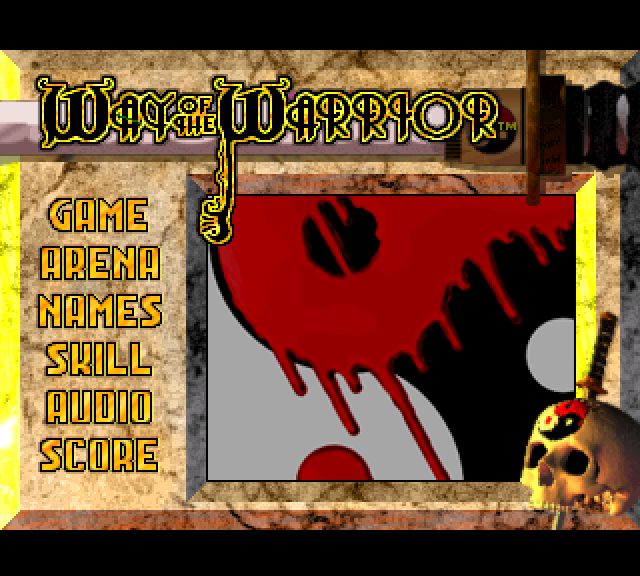 WAY OF THE WARRIOR™
GAME
ARENA
NAMES
SKILL
AUDIO
SCORE